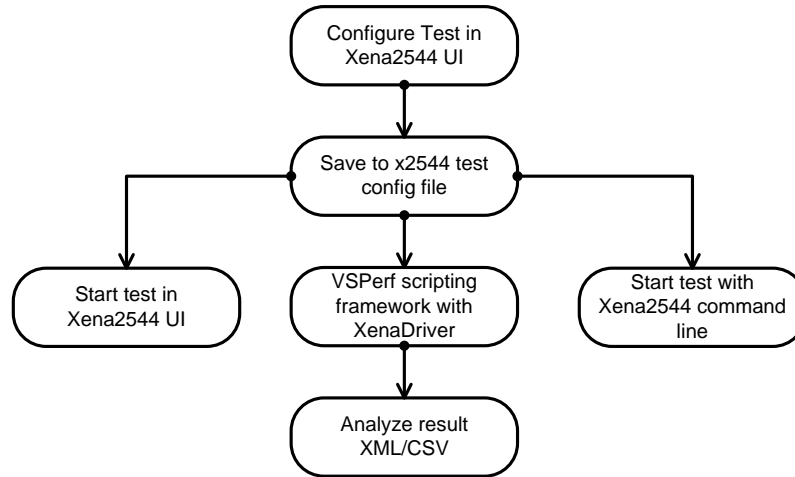 Configure Test in
Xena2544 UI
Save to x2544 test
config file
Start test in
Xena2544 UI
VSPerf scripting
framework with
XenaDriver
Start test with
Xena2544 command
line
Analyze result
XML/CSV